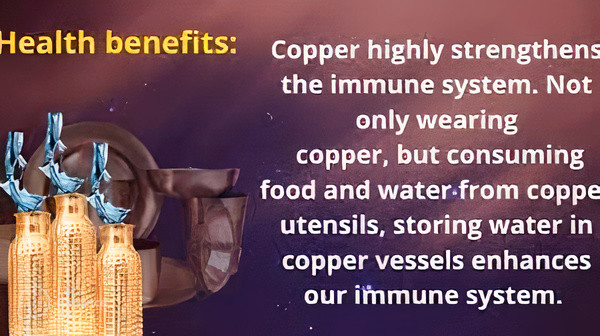 Health benefits:
Copper highly strengthens
the immune system. Not
only wearing
copper, but consuming
food and water from coppe
utensils, storing water in
copper vessels enhances
our immune system.